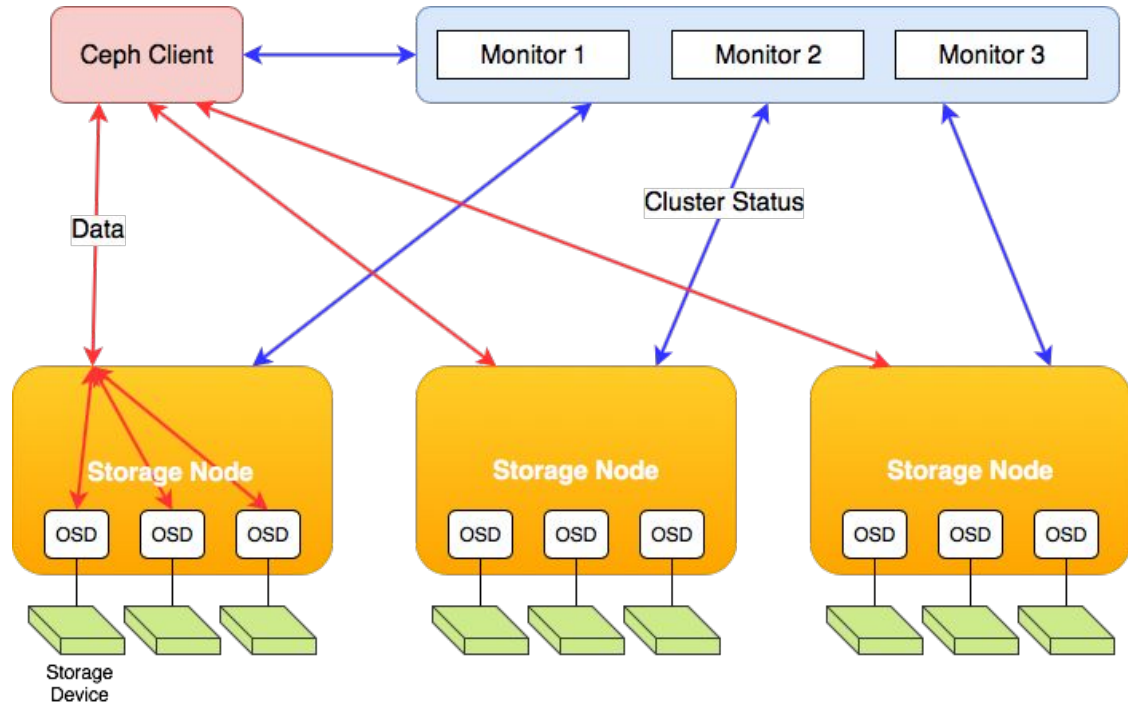 Ceph Client
Monitor 1
Monitor 2
Monitor 3
Data
Cluster Status
Storage Node
Storage Node
Storage Node
OSD
OSD
OSD
OSD
OSD
OSD
OSD
OSD
OSD
Storage
Device